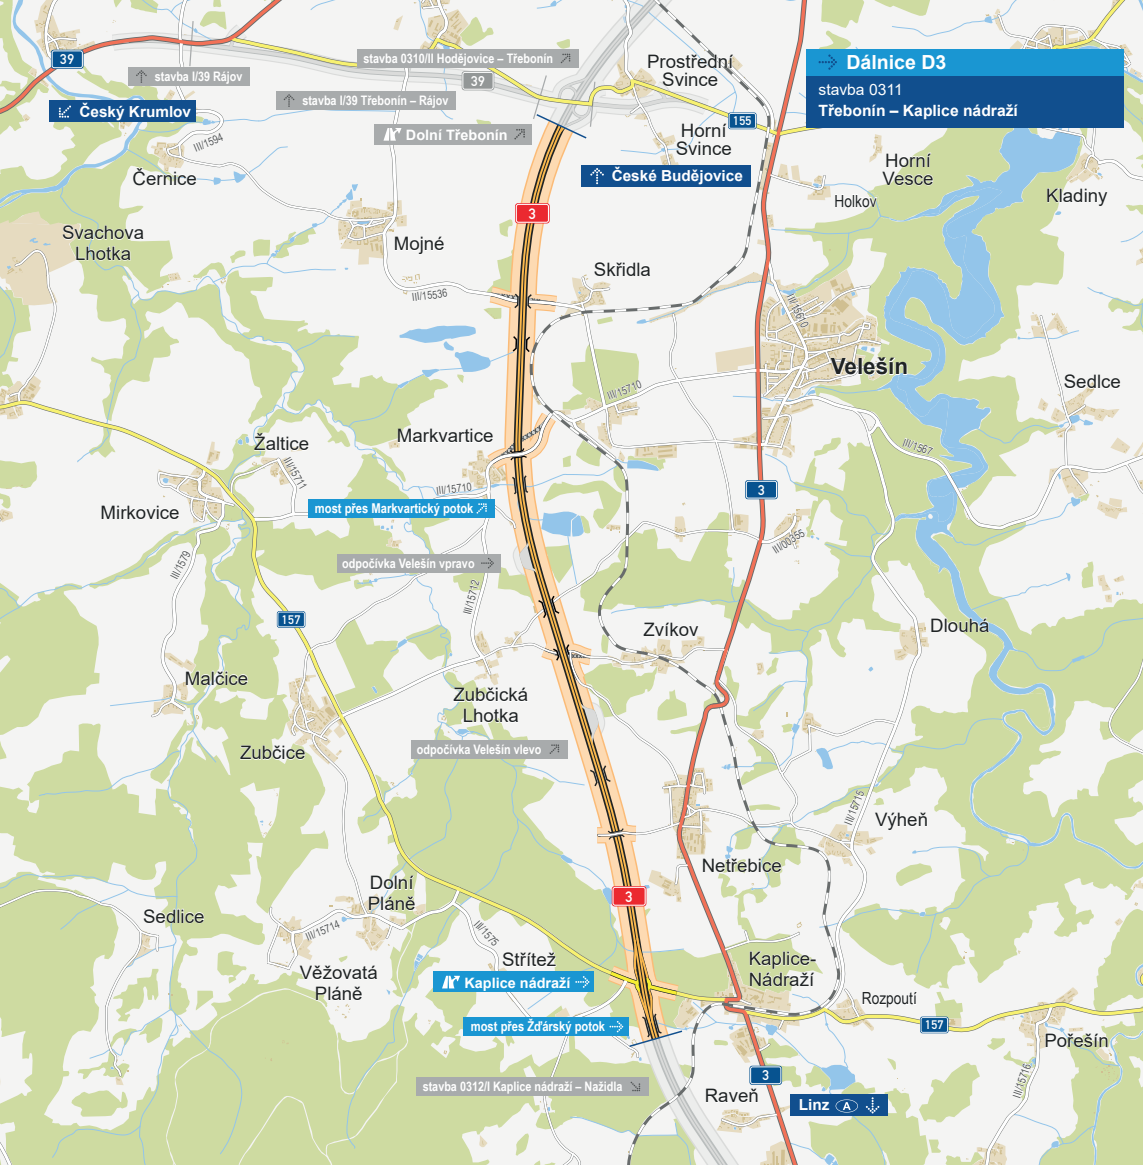 Dálnice D3
stavba 0311
Třebonín – Kaplice nádraží
39
stavba 0310/II Hodějovice – Třebonín
Prostřední
Svince
stavba I/39 Rájov
39
stavba I/39 Třebonín – Rájov
Český Krumlov
155
Dolní Třebonín
Horní
Svince
III/1594
Černice
České Budějovice
Horní
Vesce
Kladiny
Holkov
3
Svachova
Lhotka
Mojné
Skřidla
III/15536
III/15610
Velešín
Sedlce
III/15710
Markvartice
Žaltice
III/1567
III/15711
III/15710
3
Mirkovice
most přes Markvartický potok
III/00355
III/1579
odpočívka Velešín vpravo
III/15712
157
Zvíkov
Dlouhá
Malčice
Zubčická
Lhotka
Zubčice
odpočívka Velešín vlevo
III/15715
Výheň
Netřebice
Dolní
Pláně
3
Sedlice
III/15714
III/1575
Střítež
Kaplice-
Nádraží
Věžovatá
Pláně
Kaplice nádraží
Rozpoutí
most přes Žďárský potok
157
Pořešín
3
stavba 0312/I Kaplice nádraží – Nažidla
III/15716
Raveň
Linz A